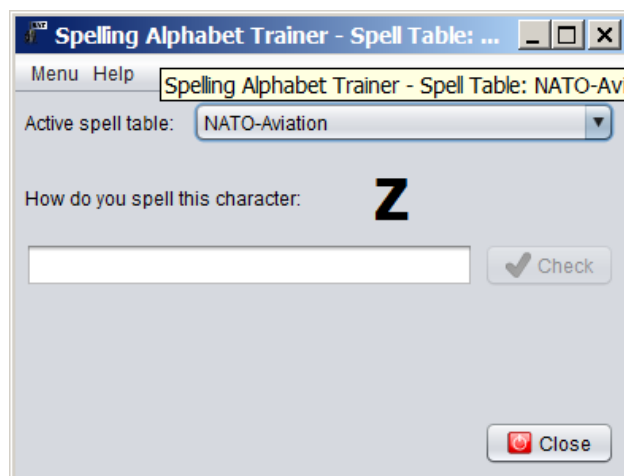 Spelling Alphabet Trainer - Spell Table: ...
Menu Help
Spelling Alphabet Trainer - Spell Table: NATO-Avi
Active spell table: NATO-Aviation
How do you spell this character: Z
Check
Close